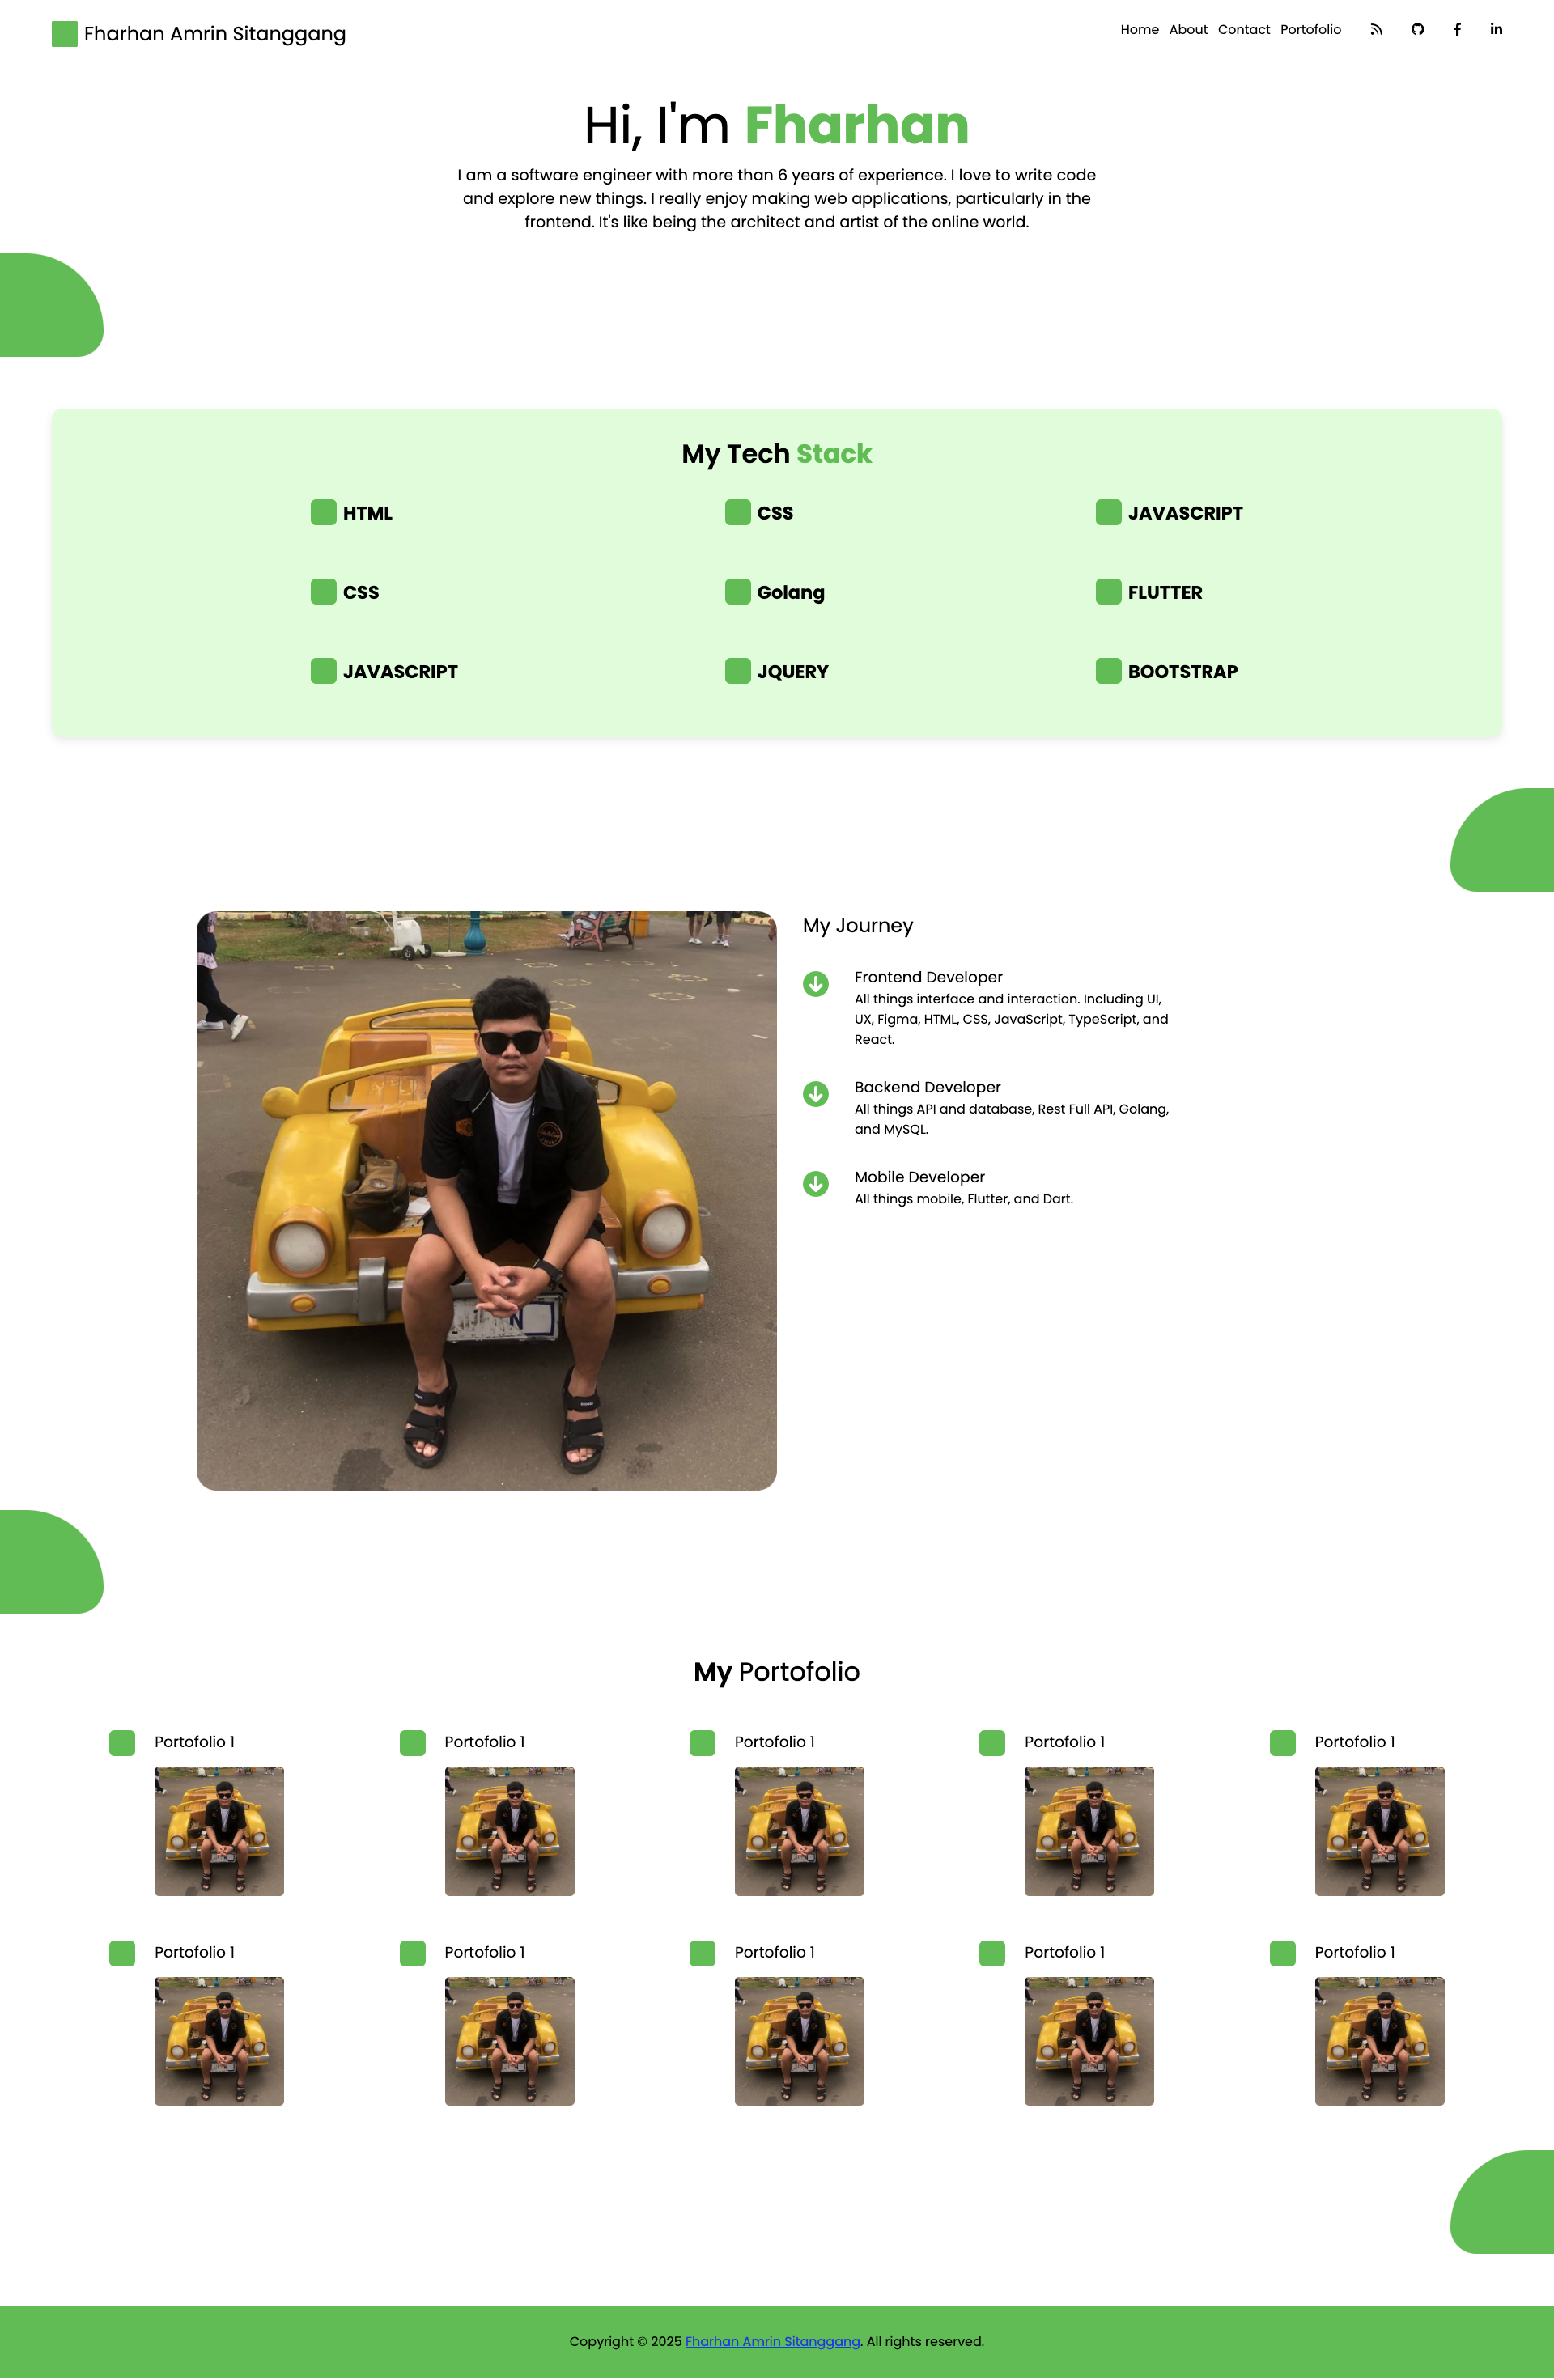 Fharhan Amrin Sitanggang
Home About Contact Portofolio
Hi, I'm Fharhan
I am a software engineer with more than 6 years of experience. I love to write code
and explore new things. I really enjoy making web applications, particularly in the
frontend. It's like being the architect and artist of the online world.
My Tech Stack
HTML CSS JAVASCRIPT
CSS Golang FLUTTER
JAVASCRIPT JQUERY BOOTSTRAP
My Journey
Frontend Developer
All things interface and interaction. Including UI,
UX, Figma, HTML, CSS, JavaScript, TypeScript, and
React.
Backend Developer
All things API and database, Rest Full API, Golang,
and MySQL.
Mobile Developer
All things mobile, Flutter, and Dart.
My Portofolio
Portofolio 1 Portofolio 1 Portofolio 1 Portofolio 1 Portofolio 1
Portofolio 1 Portofolio 1 Portofolio 1 Portofolio 1 Portofolio 1
Copyright © 2025 Fharhan Amrin Sitanggang. All rights reserved.